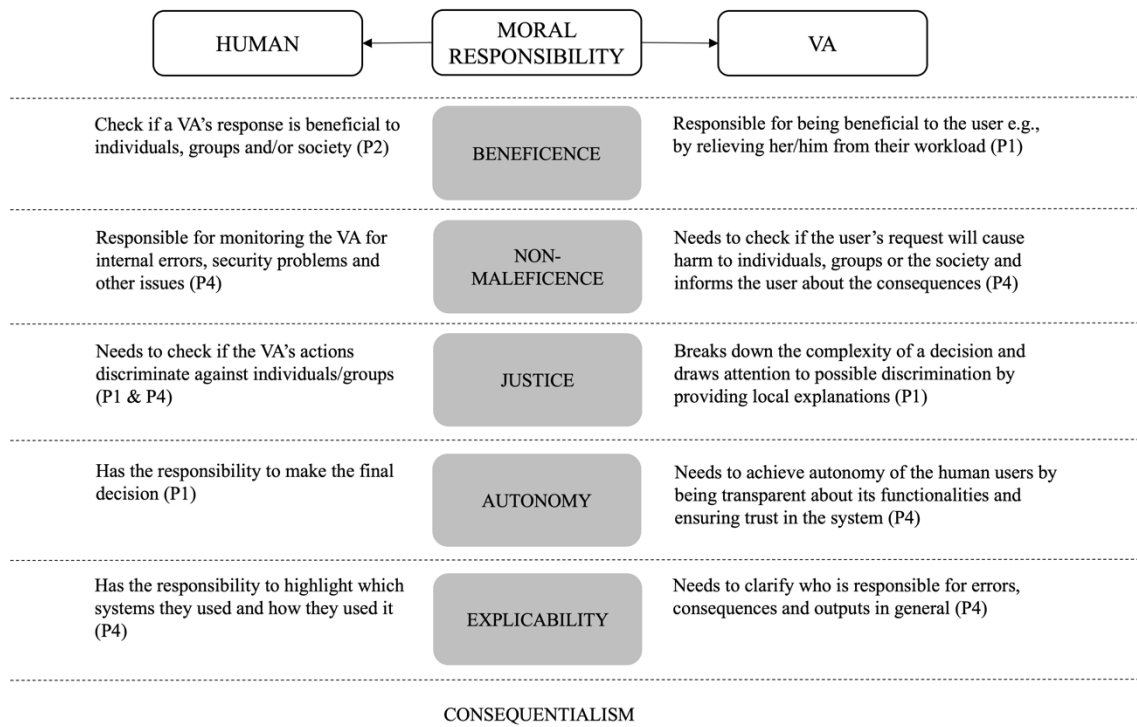 HUMAN
MORAL
RESPONSIBILITY
VA
Check if a VA's response is beneficial to
individuals, groups and/or society (P2)
BENEFICENCE
Responsible for being beneficial to the user e.g.,
by relieving her/him from their workload (P1)
Responsible for monitoring the VA for
internal errors, security problems and
other issues (P4)
NON-
MALEFICENCE
Needs to check if the user's request will cause
harm to individuals, groups or the society and
informs the user about the consequences (P4)
Needs to check if the VA's actions
discriminate against individuals/groups
(P1 & P4)
JUSTICE
Breaks down the complexity of a decision and
draws attention to possible discrimination by
providing local explanations (P1)
Has the responsibility to make the final
decision (P1)
AUTONOMY
Needs to achieve autonomy of the human users by
being transparent about its functionalities and
ensuring trust in the system (P4)
Has the responsibility to highlight which
systems they used and how they used it
(P4)
EXPLICABILITY
Needs to clarify who is responsible for errors,
consequences and outputs in general (P4)
CONSEQUENTIALISM